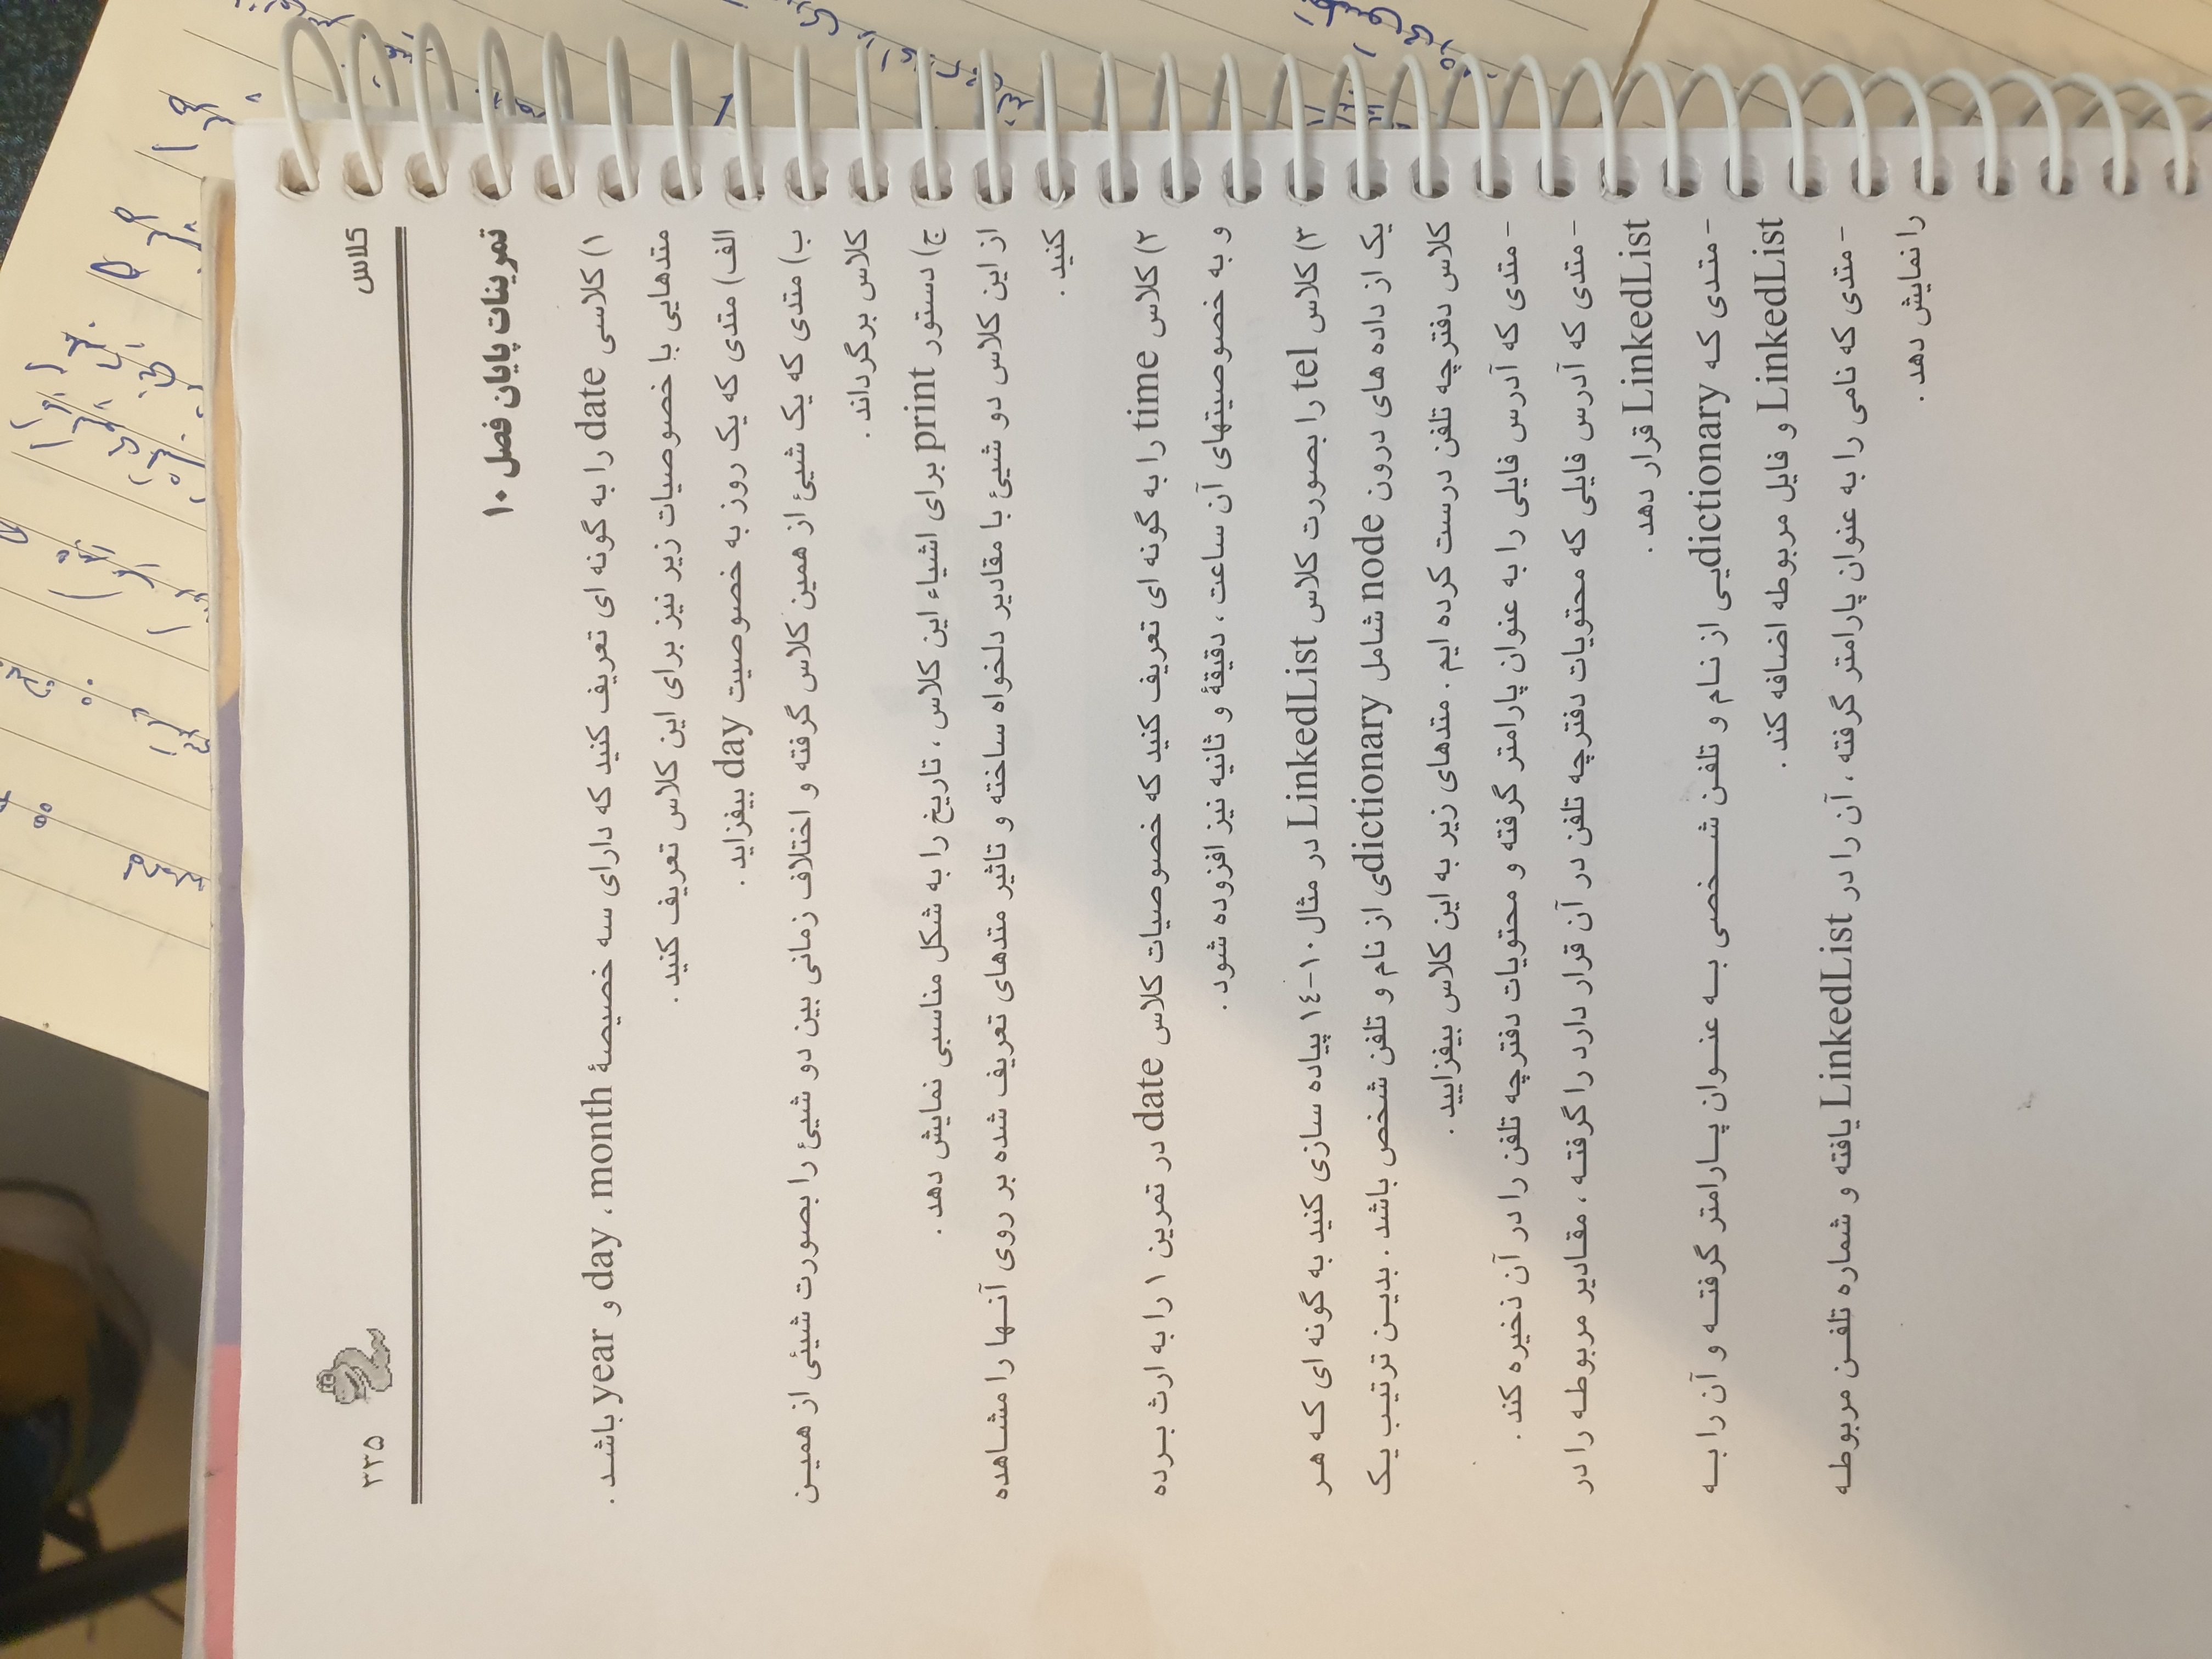 کلاس
۳۳۵
تمرینات پایان فصل ۱۰
۱) کلاسی date را به گونه ای تعریف کنید که دارای سه خصیصهٔ day ، month و year باشد .
متدهایی با خصوصیات زیر نیز برای این کلاس تعریف کنید .
الف) متدی که یک روز به خصوصیت day بیفزاید .
ب) متدی که یک شیئ از همین کلاس گرفته و اختلاف زمانی بین دو شیئ را بصورت شیئی از همین
کلاس برگرداند .
ج) دستور print برای اشیاء این کلاس ، تاریخ را به شکل مناسبی نمایش دهد .
از این کلاس دو شیئ با مقادیر دلخواه ساخته و تاثیر متدهای تعریف شده بر روی آنها را مشاهده
کنید .
۲) کلاس time را به گونه ای تعریف کنید که خصوصیات کلاس date در تمرین ۱ را به ارث برده
و به خصوصیتهای آن ساعت ، دقیقهٔ و ثانیه نیز افزوده شود .
۳) کلاس tel را بصورت کلاس LinkedList در مثال۱۰-۱٤ پیاده سازی کنید به گونه ای که هر
یک از داده های درون node شامل dictionaryی از نام و تلفن شخص باشد . بدین ترتیب یک
کلاس دفترچه تلفن درست کرده ایم . متدهای زیر به این کلاس بیفزایید .
- متدی که آدرس فایلی را به عنوان پارامتر گرفته و محتویات دفترچه تلفن را در آن ذخیره کند .
- متدی که آدرس فایلی که محتویات دفترچه تلفن در آن قرار دارد را گرفته ، مقادیر مربوطه را در
LinkedList قرار دهد .
- متدی که dictionaryیی از نام و تلفن شخصی به عنوان پارامتر گرفته و آن را به
LinkedList و فایل مربوطه اضافه کند .
- متدی که نامی را به عنوان پارامتر گرفته ، آن را در LinkedList یافته و شماره تلفن مربوطه
را نمایش دهد .